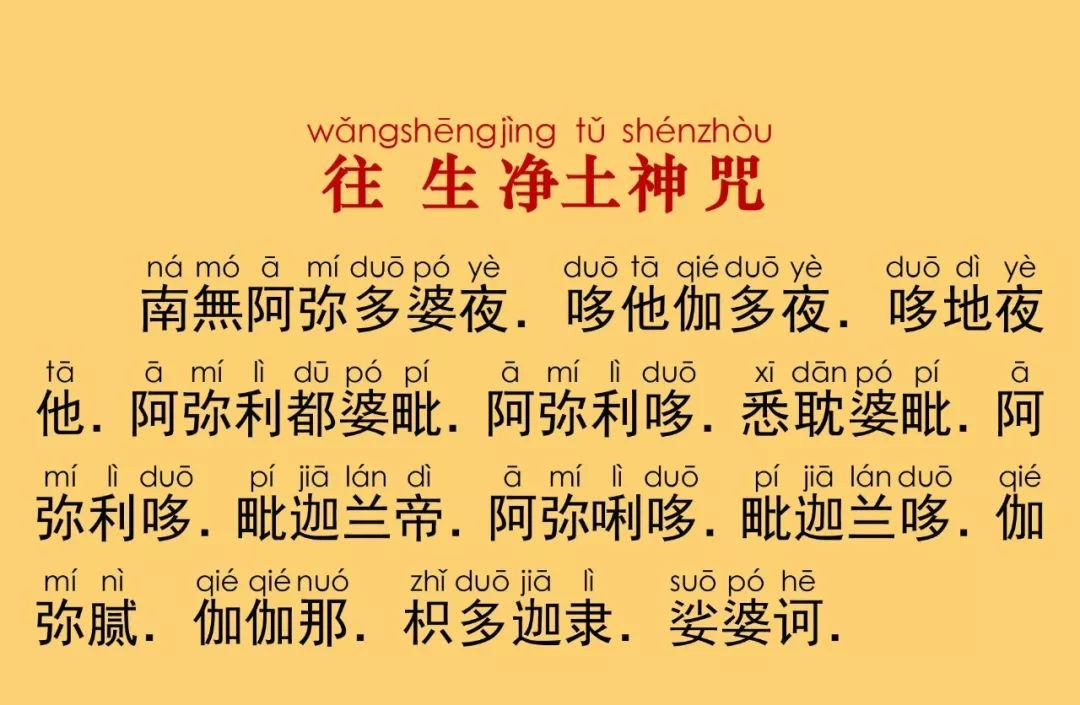 wǎngshēngjìng tǔ shénzhòu
往 生 净土神 咒
ná mó ā mí duō pó yè duō tā qié duō yè duō dì yè
南無阿弥多婆夜. 哆他伽多夜. 哆地夜
tā ā mí lì dū pó pí ā mí lì duō xī dān pó pí ā
他. 阿弥利都婆毗. 阿弥利哆. 悉耽婆毗. 阿
mí lì duō pí jiā lán dì ā mí lì duō pí jiā lán duō qié
弥利哆. 毗迦兰帝. 阿弥唎哆. 毗迦兰哆. 伽
mí nì qié qié nuó zhǐ duō jiā lì suō pó hē
弥腻. 伽伽那. 枳多迦隶. 娑婆诃.